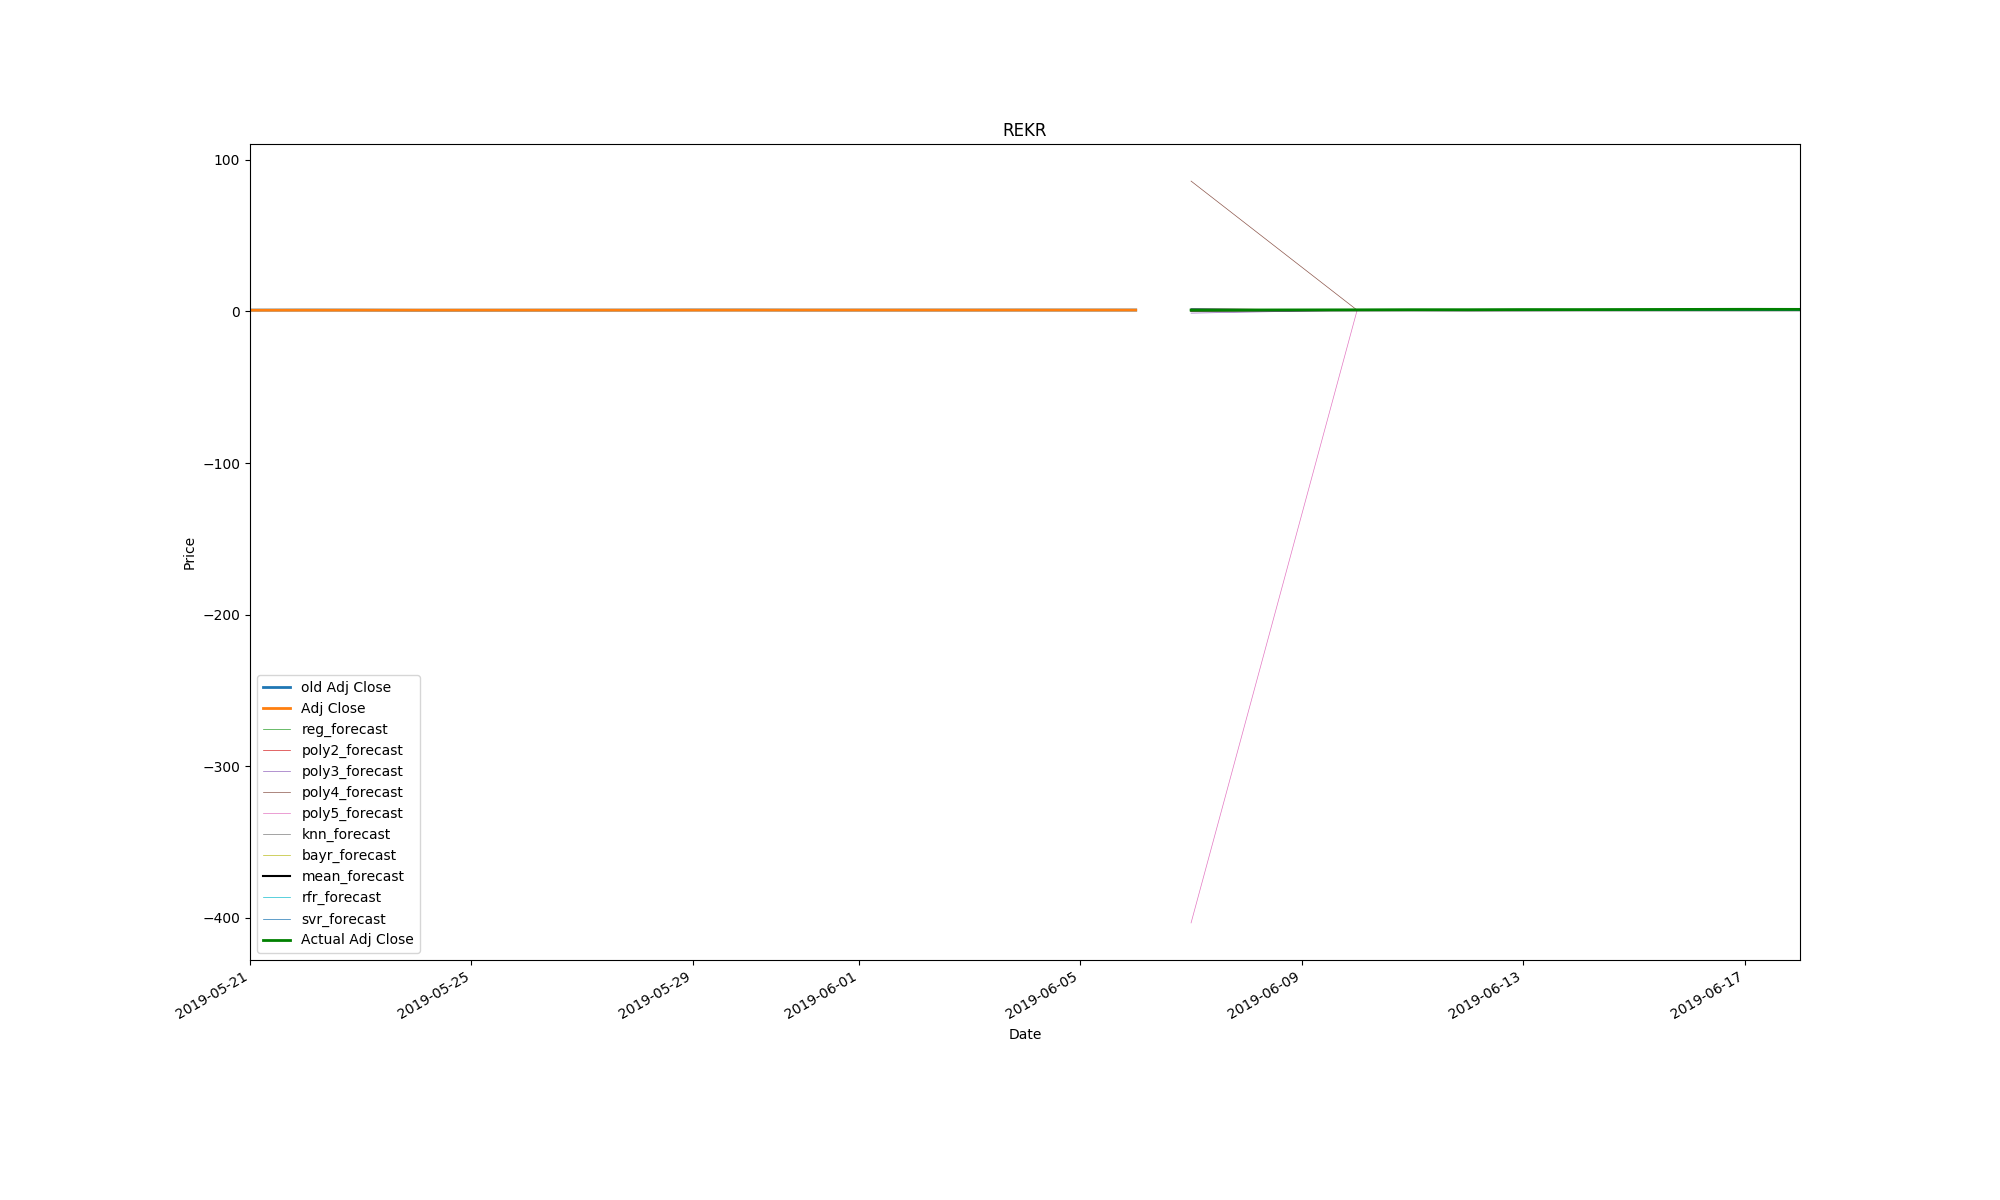 REKR
100
0
−100
−200
−300
−400
Price
old Adj Close
Adj Close
reg_forecast
poly2_forecast
poly3_forecast
poly4_forecast
poly5_forecast
knn_forecast
bayr_forecast
mean_forecast
rfr_forecast
svr_forecast
Actual Adj Close
2019-05-21
2019-05-25
2019-05-29
2019-06-01
2019-06-05
2019-06-09
2019-06-13
2019-06-17
Date